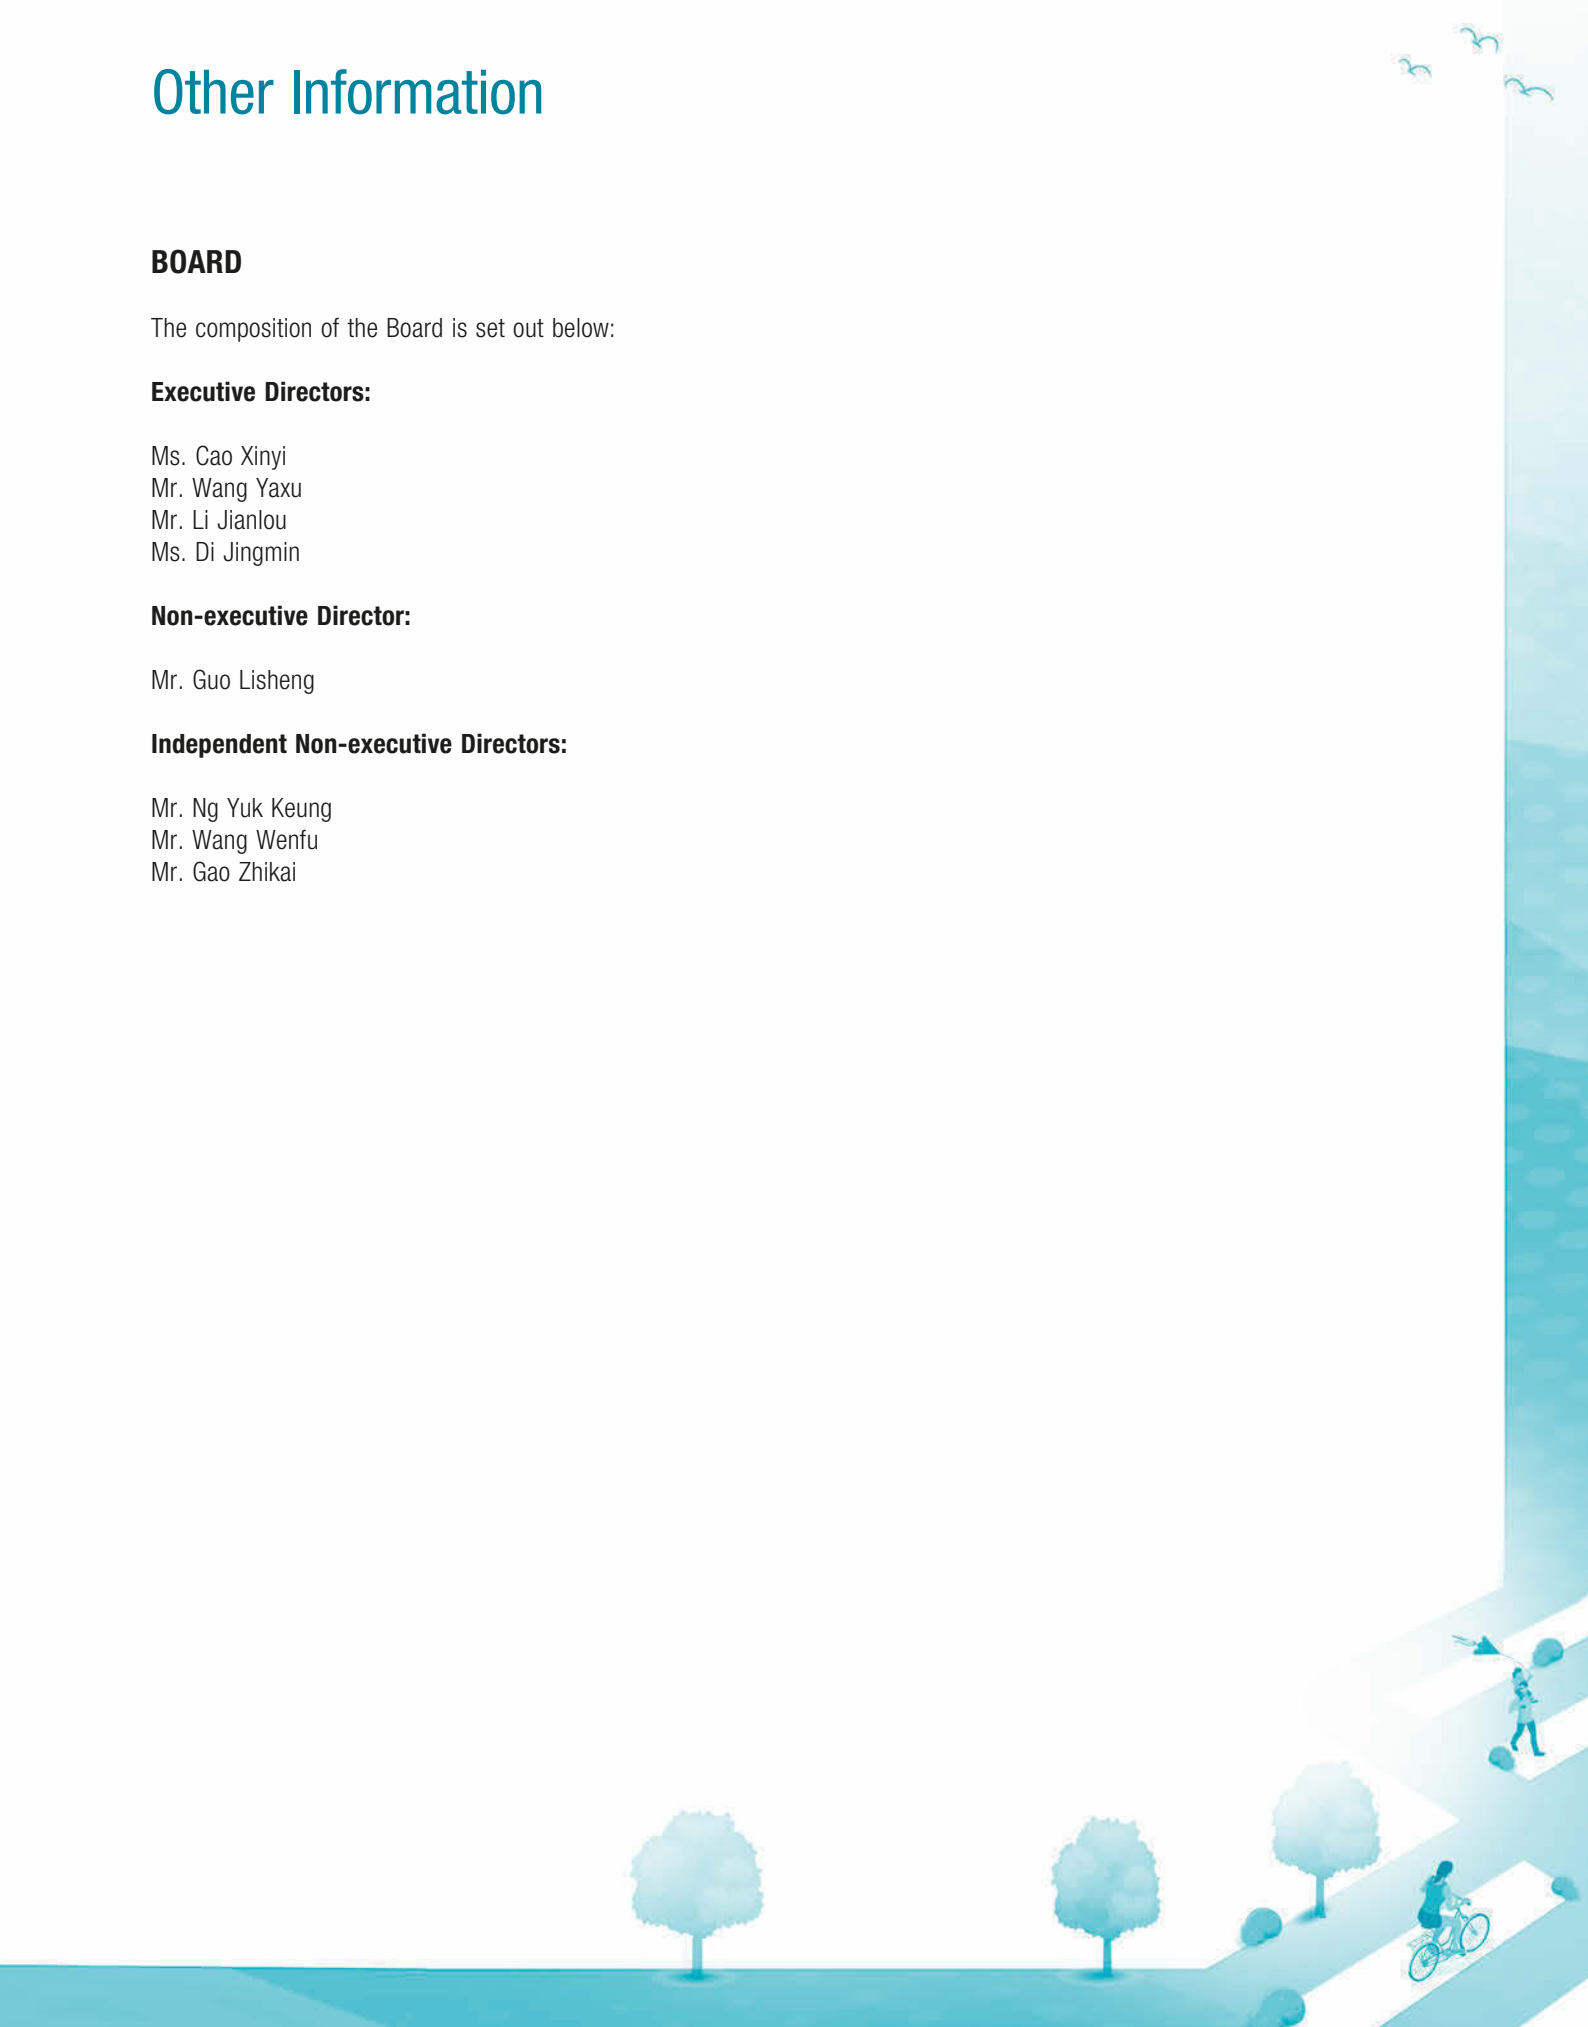 Other Information
BOARD
The composition of the Board is set out below:
Executive Directors:
Ms. Cao Xinyi
Mr. Wang Yaxu
Mr. Li Jianlou
Ms. Di Jingmin
Non-executive Director:
Mr. Guo Lisheng
Independent Non-executive Directors:
Mr. Ng Yuk Keung
Mr. Wang Wenfu
Mr. Gao Zhikai